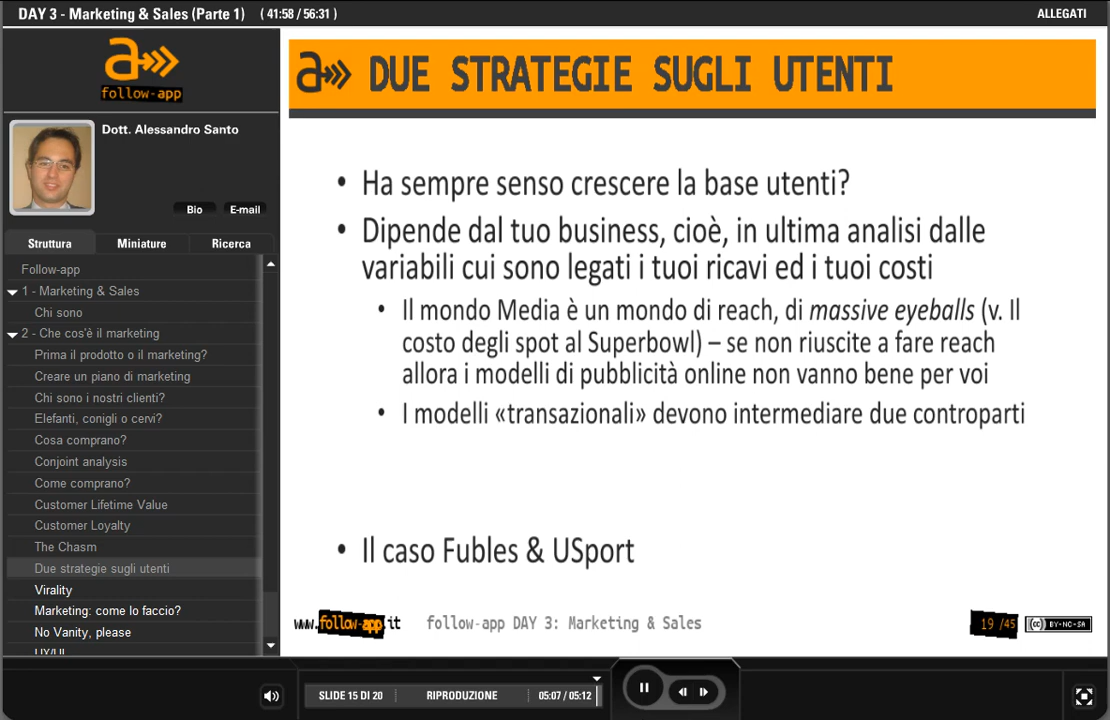 DAY 3 - Marketing & Sales (Parte 1) ( 41:58 / 56:31 )
ALLEGATI
a
follow-app
Dott. Alessandro Santo
Bio
E-mail
Struttura
Miniature
Ricerca
Follow-app
1 - Marketing & Sales
Chi sono
2 - Che cos'è il marketing
Prima il prodotto o il marketing?
Creare un piano di marketing
Chi sono i nostri clienti?
Elefanti, conigli o cervi?
Cosa comprano?
Conjoint analysis
Come comprano?
Customer Lifetime Value
Customer Loyalty
The Chasm
Due strategie sugli utenti
Virality
Marketing: come lo faccio?
No Vanity, please
UX/UI
a DUE STRATEGIE SUGLI UTENTI
• Ha sempre senso crescere la base utenti?
• Dipende dal tuo business, cioè, in ultima analisi dalle
variabili cui sono legati i tuoi ricavi ed i tuoi costi
• Il mondo Media è un mondo di reach, di massive eyeballs (v. Il
costo degli spot al Superbowl) – se non riuscite a fare reach
allora i modelli di pubblicità online non vanno bene per voi
• I modelli «transazionali» devono intermediare due controparti
• Il caso Fubles & USport
www.follow-app.it
follow-app DAY 3: Marketing & Sales
19 /45
(cc) BY-NC-SA
SLIDE 15 DI 20
RIPRODUZIONE
05:07 / 05:12